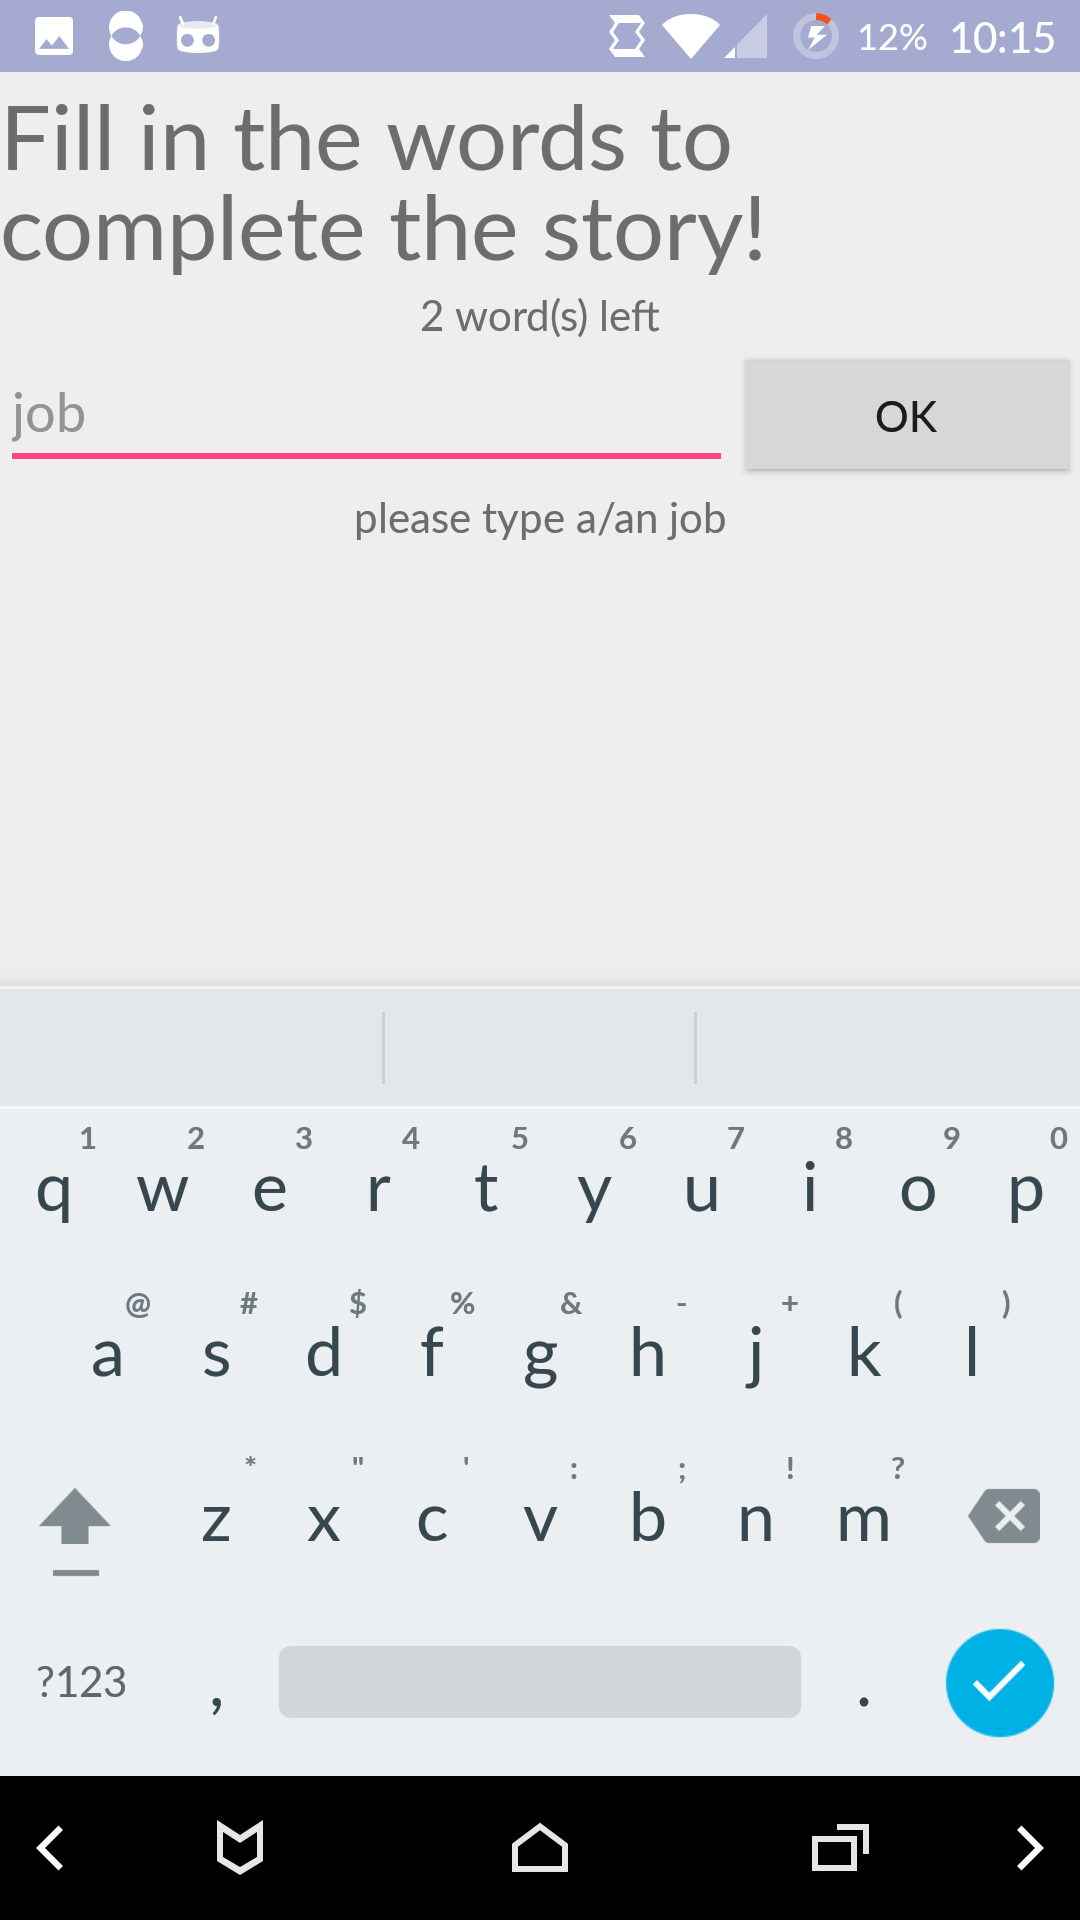 12% 10:15
Fill in the words to
complete the story!
2 word(s) left
job OK
please type a/an job
1 2 3 4 5 6 7 8 9 0
q w e r t y u i o p
@ # $ % & - + ( )
a s d f g h j k l
* " ' : ; ! ?
z x c v b n m
?123 , .